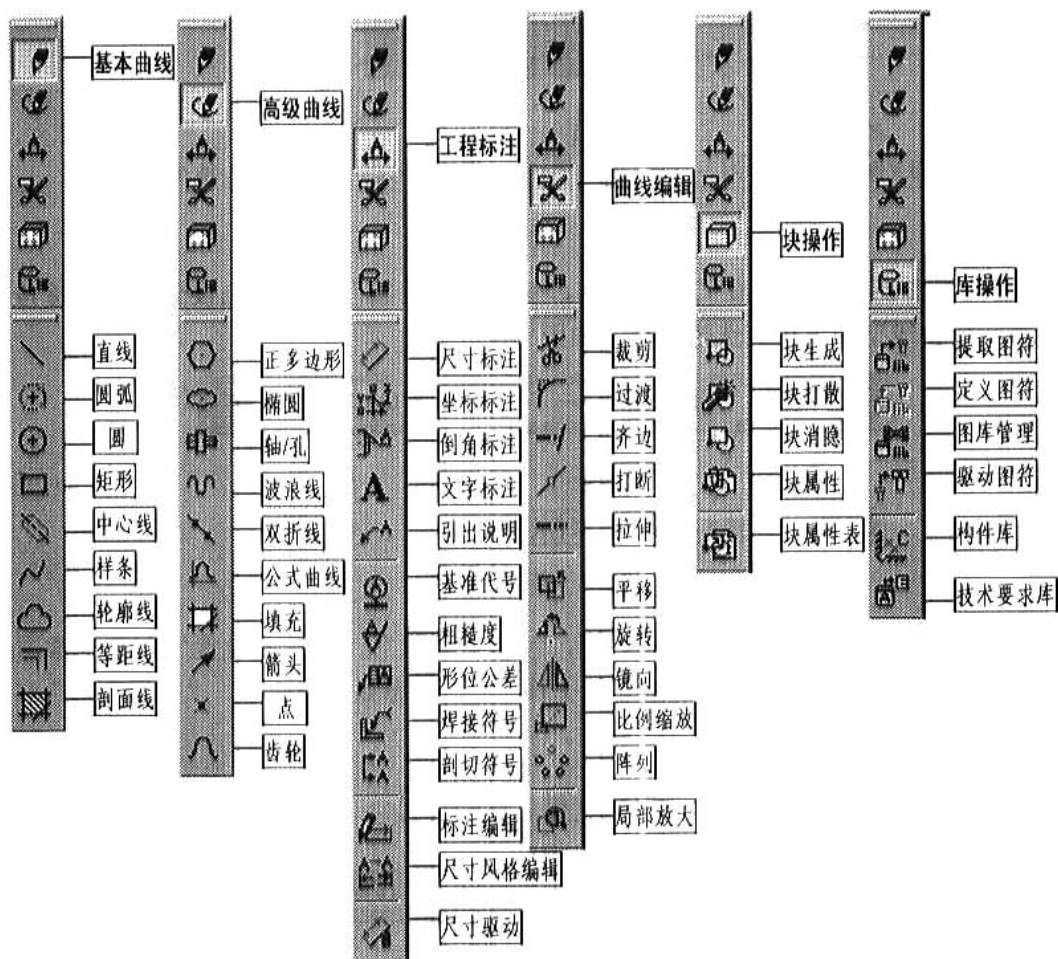 基本曲线
直线
圆弧
圆
矩形
中心线
样条
轮廓线
等距线
剖面线
高级曲线
正多边形
椭圆
轴/孔
波浪线
双折线
公式曲线
填充
箭头
点
齿轮
工程标注
尺寸标注
坐标标注
倒角标注
文字标注
引出说明
基准代号
粗糙度
形位公差
焊接符号
剖切符号
标注编辑
尺寸风格编辑
尺寸驱动
曲线编辑
裁剪
过渡
齐边
打断
拉伸
平移
旋转
镜向
比例缩放
阵列
局部放大
块操作
块生成
块打散
块消隐
块属性
块属性表
库操作
提取图符
定义图符
图库管理
驱动图符
构件库
技术要求库